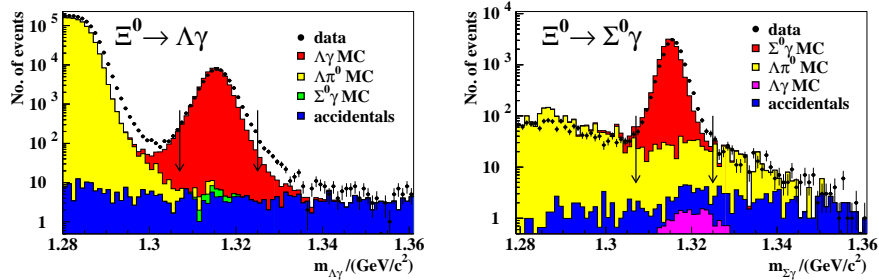 No. of events
10⁵
10⁴
10³
10²
10
1
Ξ⁰→ Λγ
data
Λγ MC
Λπ⁰ MC
Σ⁰γ MC
accidentals
1.28 1.3 1.32 1.34 1.36
m_Λγ/(GeV/c²)
No. of events
10⁴
10³
10²
10
1
Ξ⁰→ Σ⁰γ
data
Σ⁰γ MC
Λπ⁰ MC
Λγ MC
accidentals
1.28 1.3 1.32 1.34 1.36
m_Σγ/(GeV/c²)